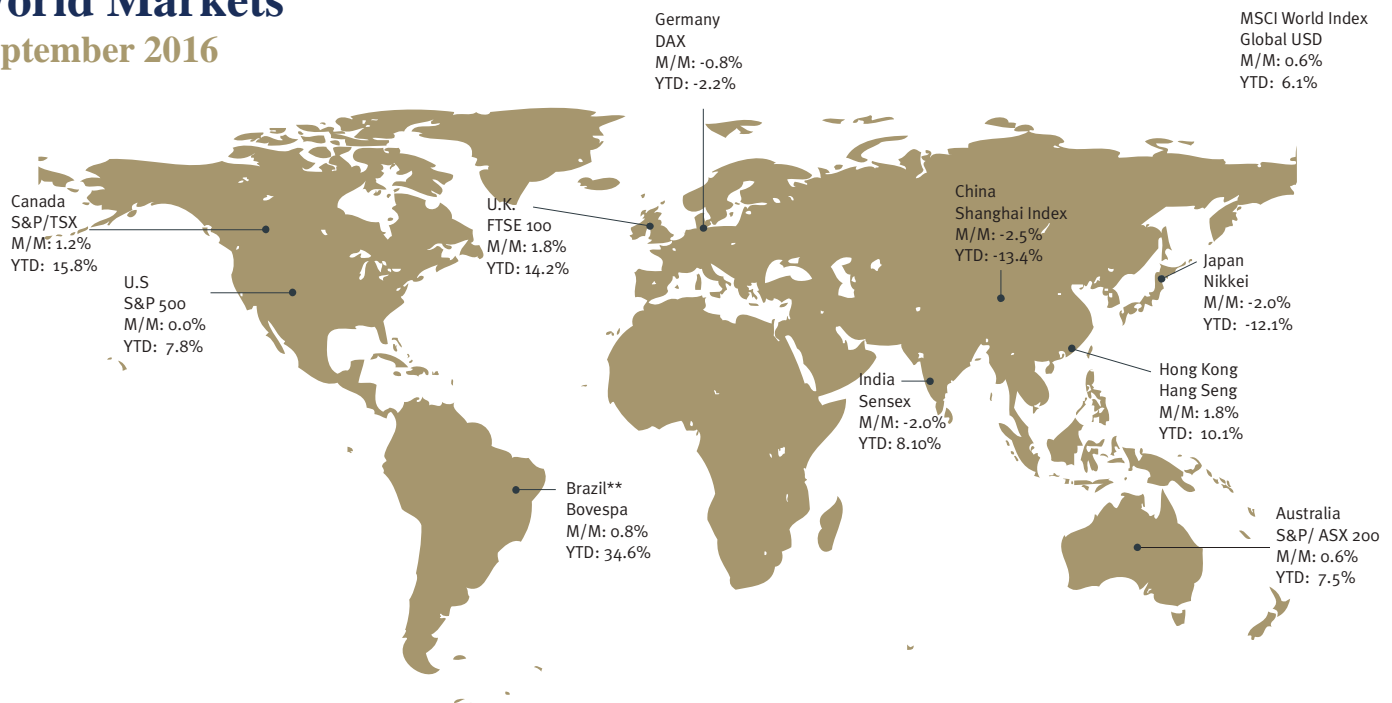 World Markets
ptember 2016
Germany
DAX
M/M: -0.8%
YTD: -2.2%
MSCI World Index
Global USD
M/M: 0.6%
YTD: 6.1%
Canada
S&P/TSX
M/M: 1.2%
YTD: 15.8%
U.S
S&P 500
M/M: 0.0%
YTD: 7.8%
U.K.
FTSE 100
M/M: 1.8%
YTD: 14.2%
China
Shanghai Index
M/M: -2.5%
YTD: -13.4%
Japan
Nikkei
M/M: -2.0%
YTD: -12.1%
Hong Kong
Hang Seng
M/M: 1.8%
YTD: 10.1%
India
Sensex
M/M: -2.0%
YTD: 8.10%
Brazil**
Bovespa
M/M: 0.8%
YTD: 34.6%
Australia
S&P/ ASX 200
M/M: 0.6%
YTD: 7.5%